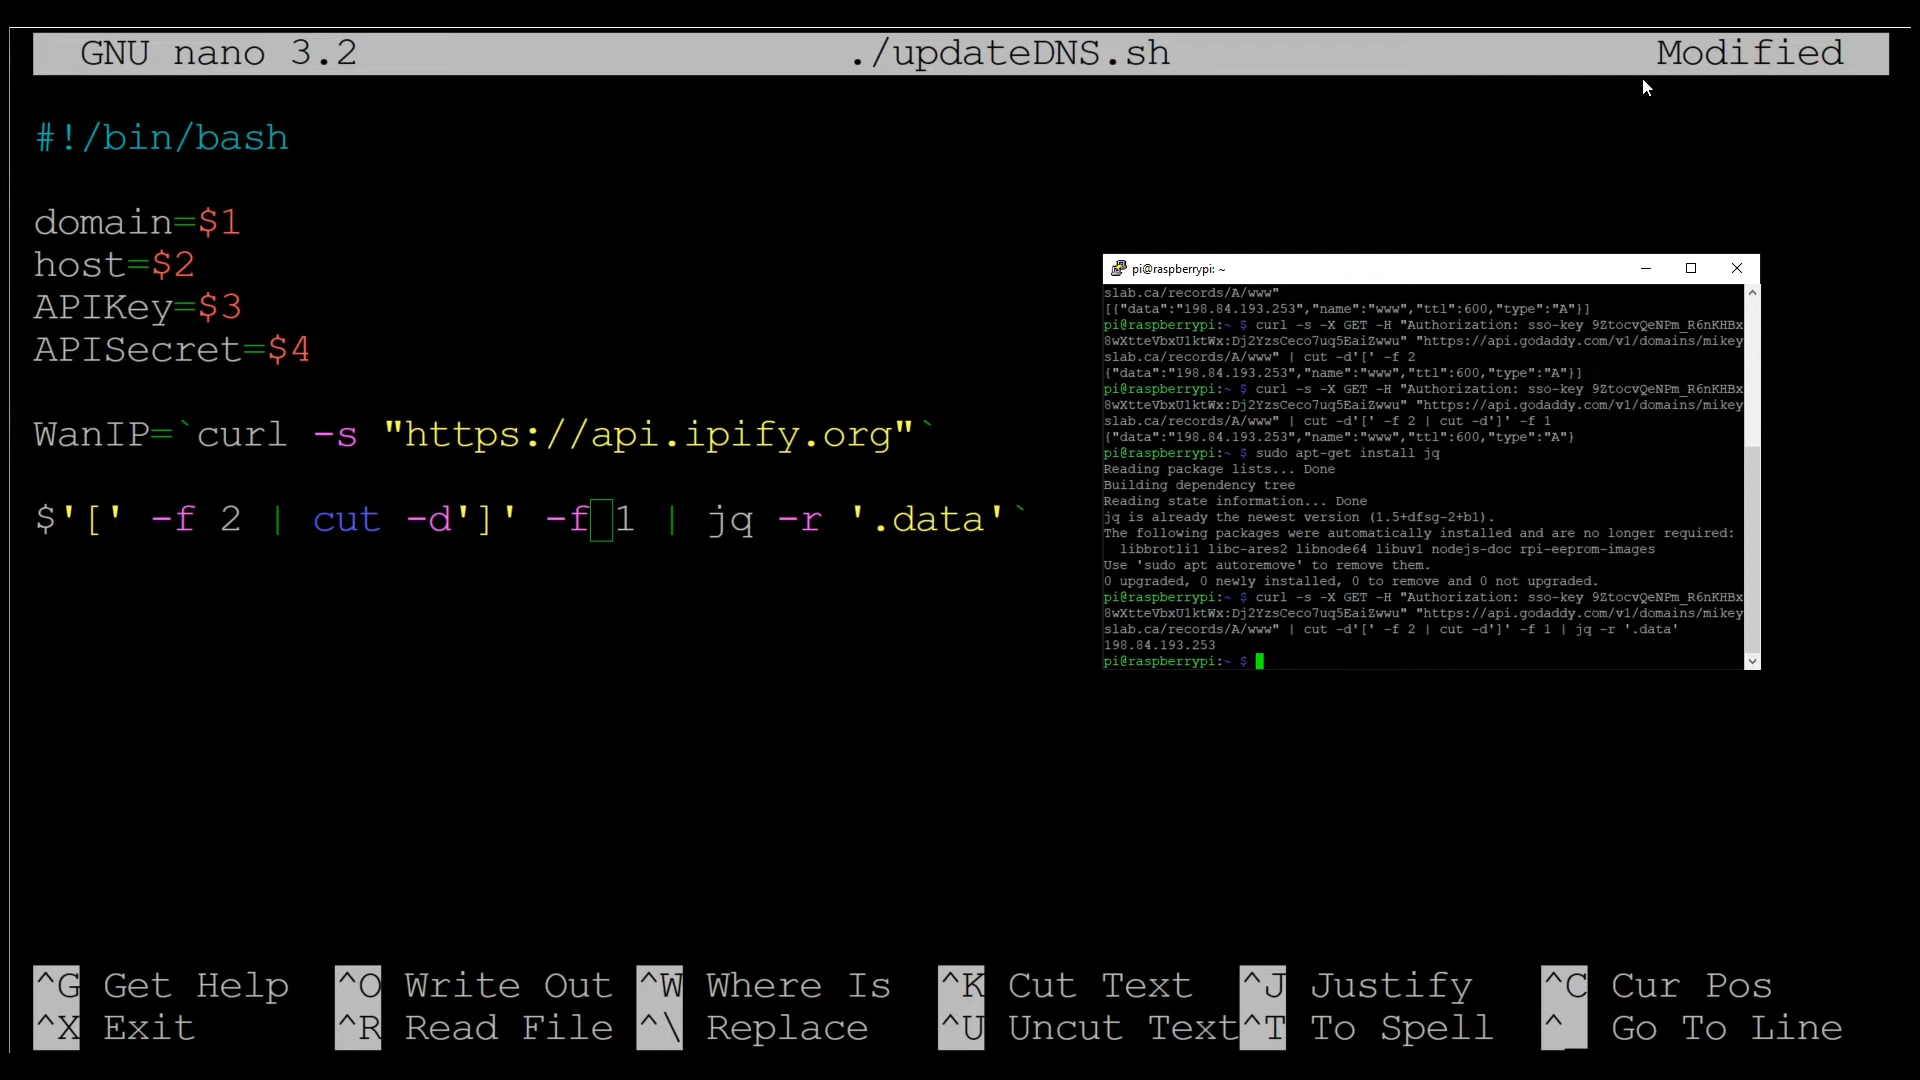 GNU nano 3.2 ./updateDNS.sh Modified
#!/bin/bash
domain=$1
host=$2
APIKey=$3
APISecret=$4
WanIP=`curl -s "https://api.ipify.org"`
$'[' -f 2 | cut -d']' -f 1 | jq -r '.data'`
pi@raspberrypi: ~
slab.ca/records/A/www"
[{"data":"198.84.193.253","name":"www","ttl":600,"type":"A"}]
pi@raspberrypi:~ $ curl -s -X GET -H "Authorization: sso-key 9ZtocvQeNPm_R6nKHBx
8wXtteVbxU1ktWx:Dj2YzsCeco7uq5EaiZwwu" "https://api.godaddy.com/v1/domains/mikey
slab.ca/records/A/www" | cut -d'[' -f 2
{"data":"198.84.193.253","name":"www","ttl":600,"type":"A"}]
pi@raspberrypi:~ $ curl -s -X GET -H "Authorization: sso-key 9ZtocvQeNPm_R6nKHBx
8wXtteVbxU1ktWx:Dj2YzsCeco7uq5EaiZwwu" "https://api.godaddy.com/v1/domains/mikey
slab.ca/records/A/www" | cut -d'[' -f 2 | cut -d']' -f 1
{"data":"198.84.193.253","name":"www","ttl":600,"type":"A"}
pi@raspberrypi:~ $ sudo apt-get install jq
Reading package lists... Done
Building dependency tree
Reading state information... Done
jq is already the newest version (1.5+dfsg-2+b1).
The following packages were automatically installed and are no longer required:
libbrotli1 libc-ares2 libnode64 libuv1 nodejs-doc rpi-eeprom-images
Use 'sudo apt autoremove' to remove them.
0 upgraded, 0 newly installed, 0 to remove and 0 not upgraded.
pi@raspberrypi:~ $ curl -s -X GET -H "Authorization: sso-key 9ZtocvQeNPm_R6nKHBx
8wXtteVbxU1ktWx:Dj2YzsCeco7uq5EaiZwwu" "https://api.godaddy.com/v1/domains/mikey
slab.ca/records/A/www" | cut -d'[' -f 2 | cut -d']' -f 1 | jq -r '.data'
198.84.193.253
pi@raspberrypi:~ $
^G Get Help ^O Write Out ^W Where Is ^K Cut Text ^J Justify ^C Cur Pos
^X Exit ^R Read File ^\ Replace ^U Uncut Text ^T To Spell ^_ Go To Line